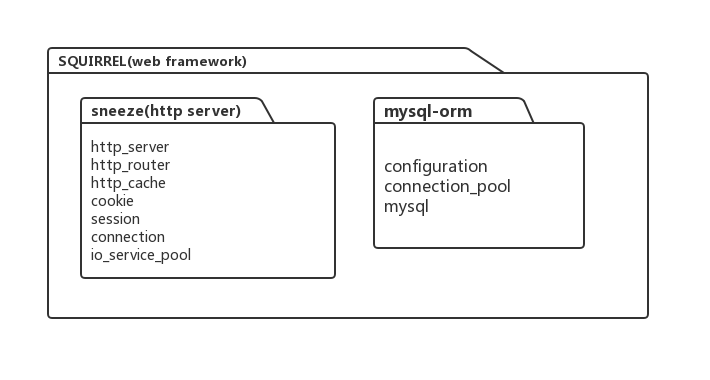 SQUIRREL(web framework)
sneeze(http server)
http_server
http_router
http_cache
cookie
session
connection
io_service_pool
mysql-orm
configuration
connection_pool
mysql